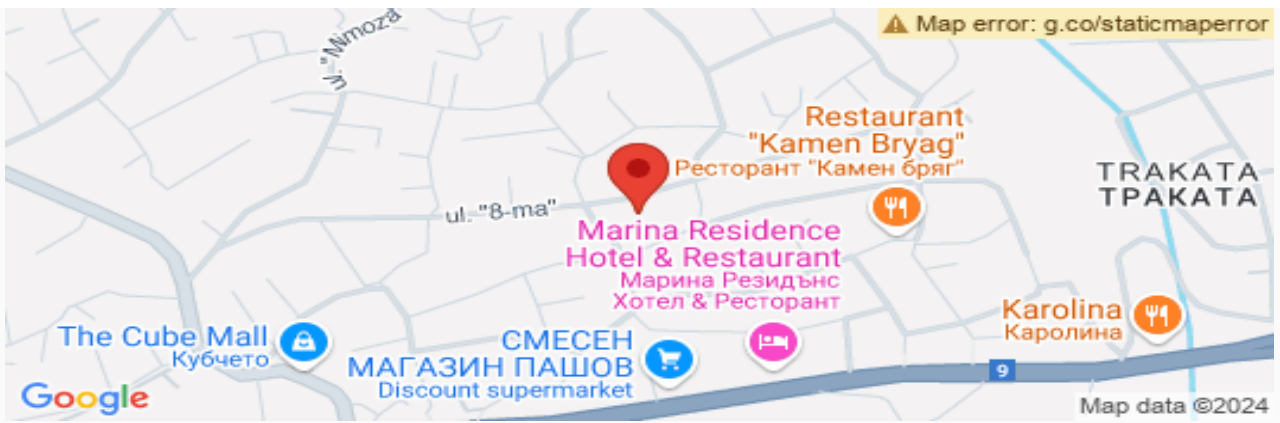 Map error: g.co/staticmaperror
ul. "Mimoza
Restaurant
"Kamen Bryag"
Ресторант "Камен бряг"
TRAKATA
ТРАКАТА
ul. "8-ma"
Marina Residence
Hotel & Restaurant
Марина Резидънс
Хотел & Ресторант
Karolina
Каролина
The Cube Mall
Кубчето
СМЕСЕН
МАГАЗИН ПАШОВ
Discount supermarket
9
Google
Map data ©2024